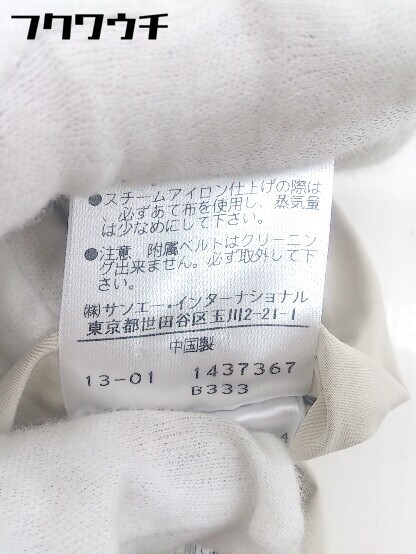 フクワウチ
●スチームアイロン仕上げの際は
、必ずあて布を使用し、蒸気量
は少なめにして下さい。
●注意 附属ベルトはクリーニン
グ出来ません。必ず取外して下
さい。
㈱サンエー・インターナショナル
東京都世田谷区玉川2-21-1
中国製
13-01 1437367
B333
4